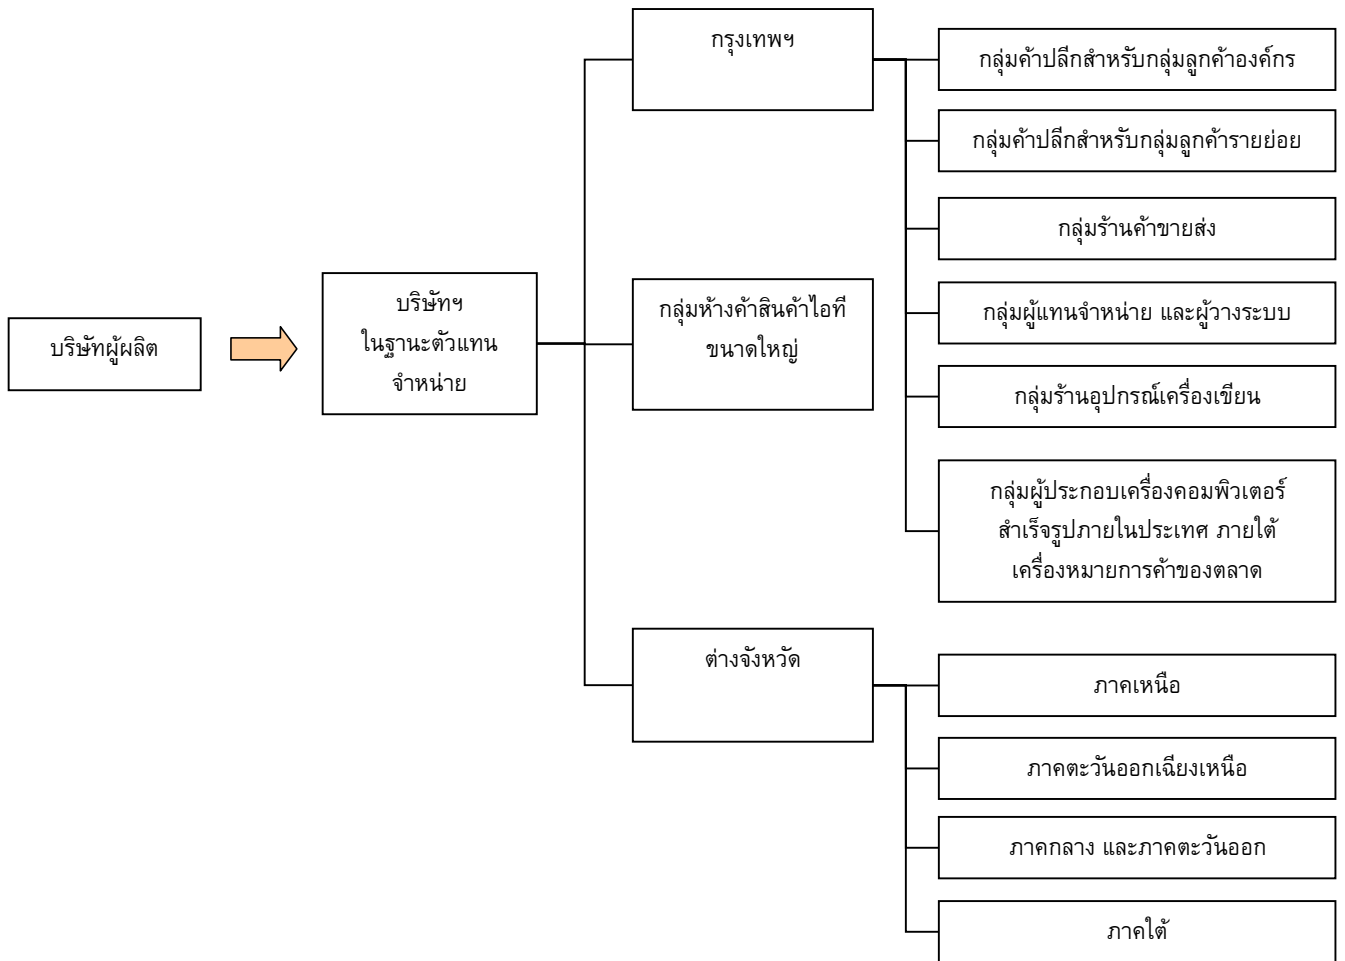 บริษัทผู้ผลิต
บริษัทฯ
ในฐานะตัวแทน
จำหน่าย
กรุงเทพฯ
กลุ่มค้าปลีกสำหรับกลุ่มลูกค้าองค์กร
กลุ่มค้าปลีกสำหรับกลุ่มลูกค้ารายย่อย
กลุ่มร้านค้าขายส่ง
กลุ่มผู้แทนจำหน่าย และผู้วางระบบ
กลุ่มร้านอุปกรณ์เครื่องเขียน
กลุ่มผู้ประกอบเครื่องคอมพิวเตอร์
สำเร็จรูปภายในประเทศ ภายใต้
เครื่องหมายการค้าของตลาด
กลุ่มห้างค้าสินค้าไอที
ขนาดใหญ่
ต่างจังหวัด
ภาคเหนือ
ภาคตะวันออกเฉียงเหนือ
ภาคกลาง และภาคตะวันออก
ภาคใต้